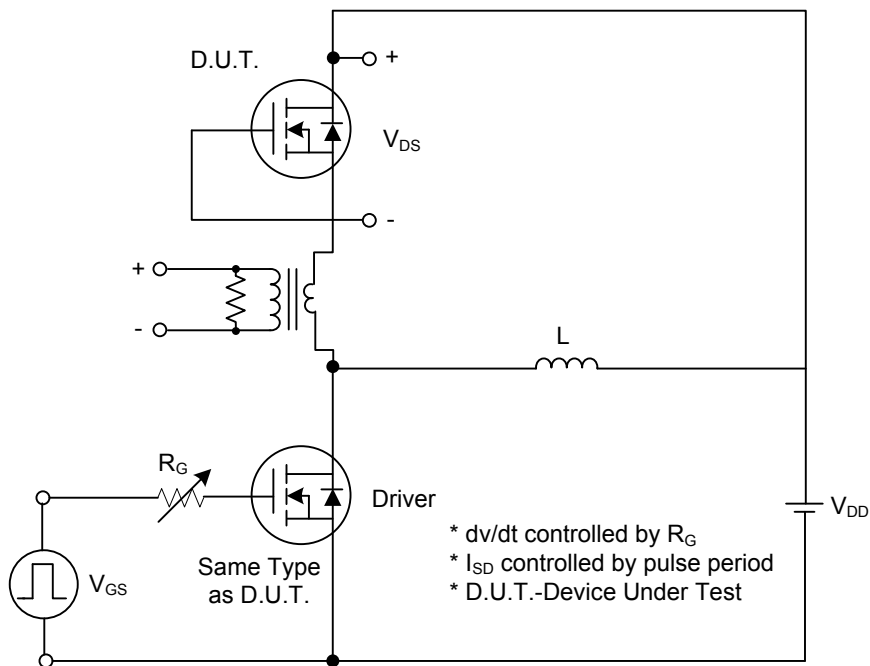 D.U.T.
+
V_DS
-
+
-
L
R_G
Driver
V_DD
V_GS
Same Type
as D.U.T.
* dv/dt controlled by R_G
* I_SD controlled by pulse period
* D.U.T.-Device Under Test